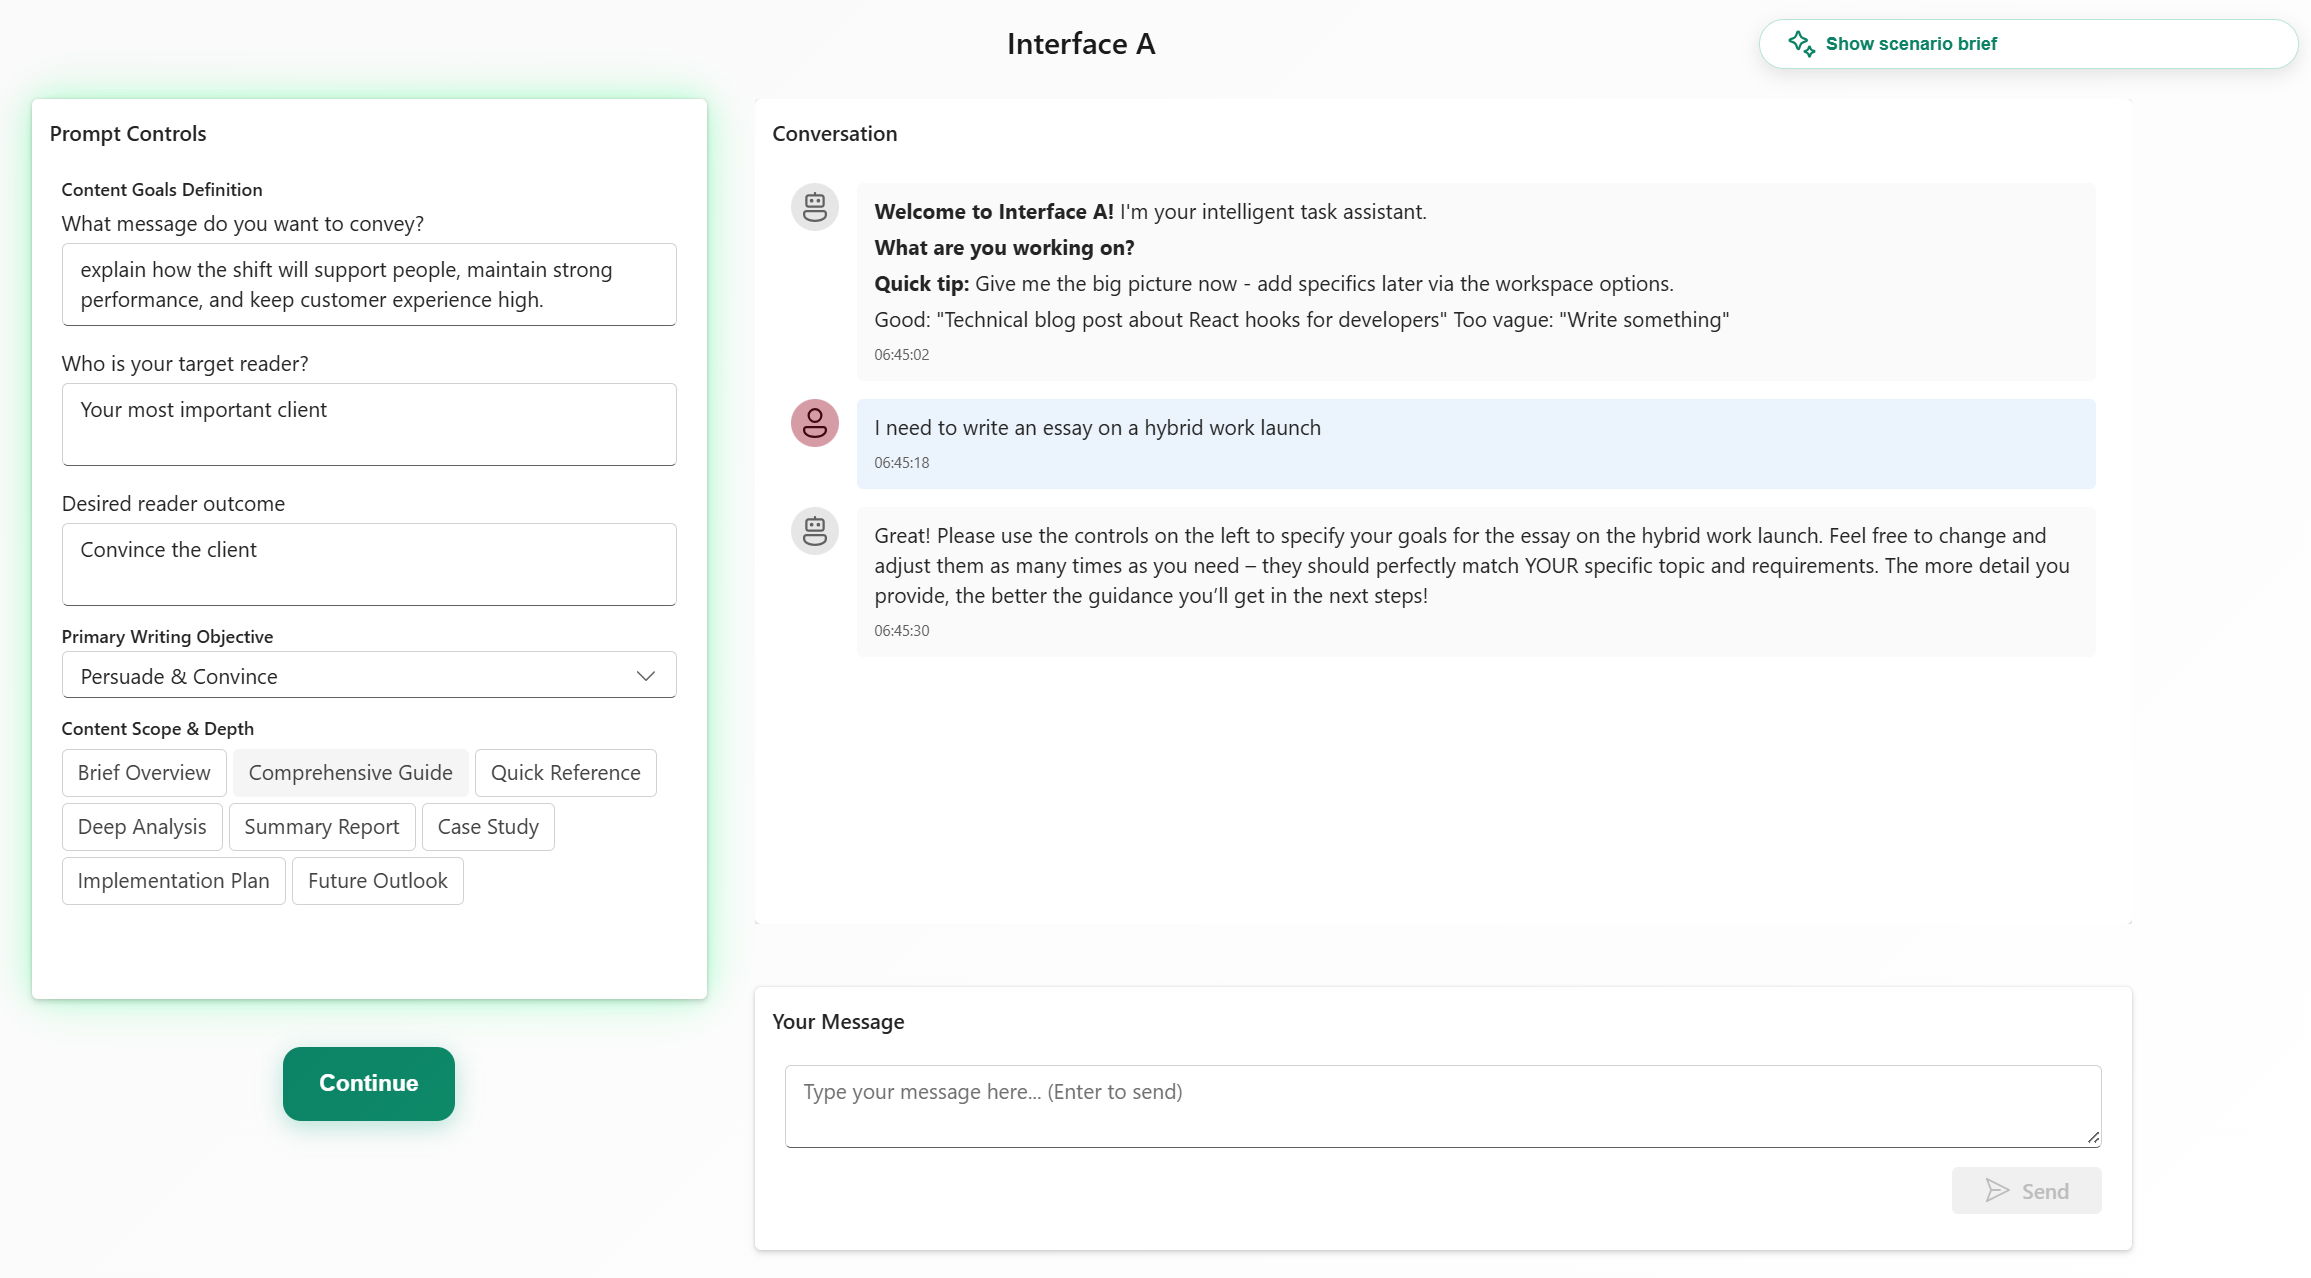 Interface A
Show scenario brief
Prompt Controls
Content Goals Definition
What message do you want to convey?
explain how the shift will support people, maintain strong
performance, and keep customer experience high.
Who is your target reader?
Your most important client
Desired reader outcome
Convince the client
Primary Writing Objective
Persuade & Convince
Content Scope & Depth
Brief Overview
Comprehensive Guide
Quick Reference
Deep Analysis
Summary Report
Case Study
Implementation Plan
Future Outlook
Continue
Conversation
Welcome to Interface A! I'm your intelligent task assistant.
What are you working on?
Quick tip: Give me the big picture now - add specifics later via the workspace options.
Good: "Technical blog post about React hooks for developers" Too vague: "Write something"
06:45:02
I need to write an essay on a hybrid work launch
06:45:18
Great! Please use the controls on the left to specify your goals for the essay on the hybrid work launch. Feel free to change and
adjust them as many times as you need – they should perfectly match YOUR specific topic and requirements. The more detail you
provide, the better the guidance you’ll get in the next steps!
06:45:30
Your Message
Type your message here... (Enter to send)
Send